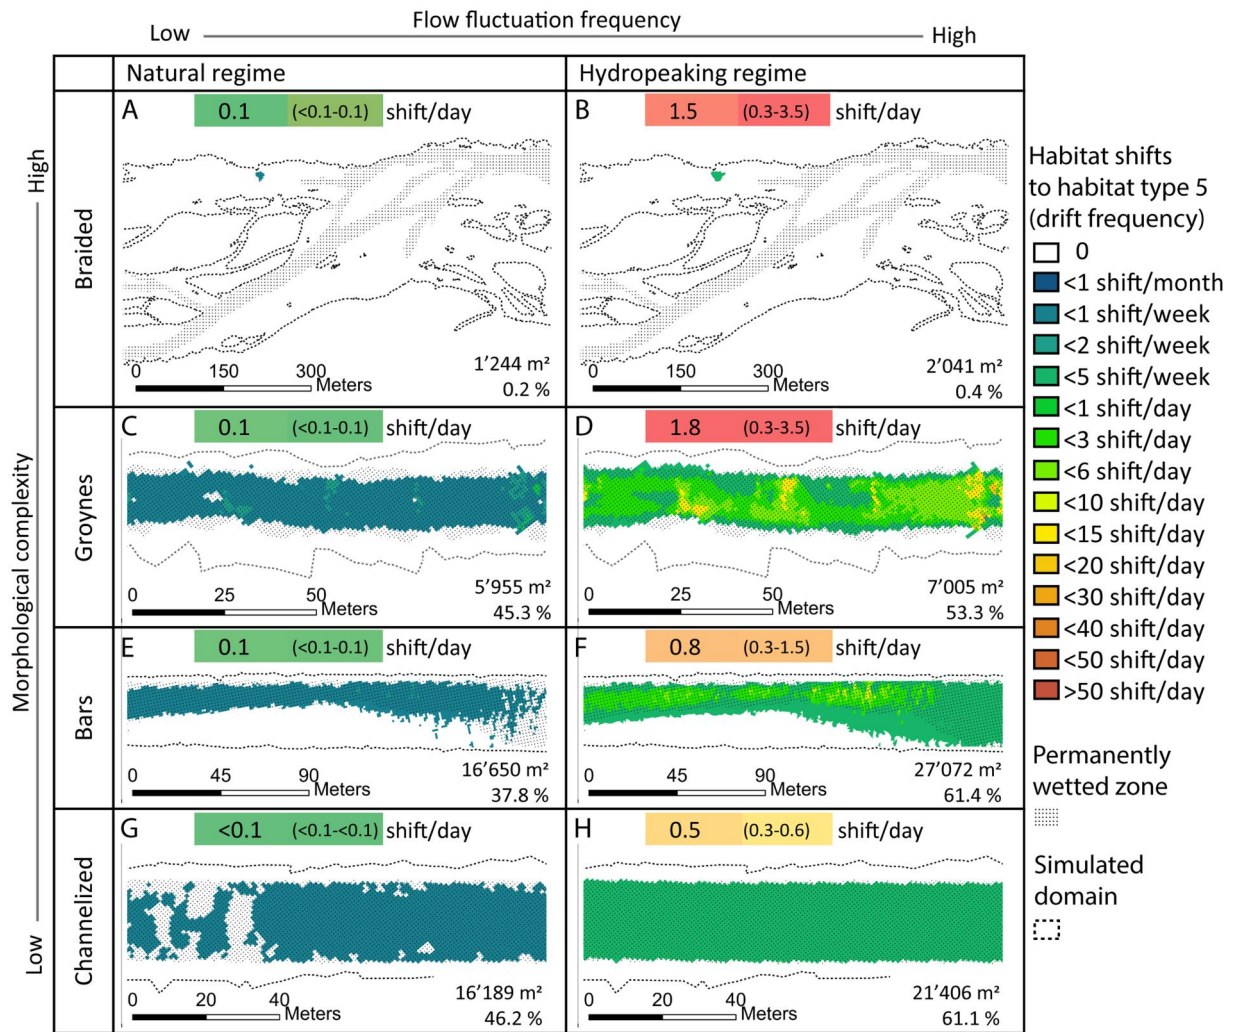 Flow fluctuation frequency
Low
High
Natural regime
Hydropeaking regime
Morphological complexity
High
Low
Braided
A
0.1 (<0.1-0.1) shift/day
0 150 300
Meters
1’244 m²
0.2 %
B
1.5 (0.3-3.5) shift/day
0 150 300
Meters
2’041 m²
0.4 %
Groynes
C
0.1 (<0.1-0.1) shift/day
0 25 50
Meters
5’955 m²
45.3 %
D
1.8 (0.3-3.5) shift/day
0 25 50
Meters
7’005 m²
53.3 %
Bars
E
0.1 (<0.1-0.1) shift/day
0 45 90
Meters
16’650 m²
37.8 %
F
0.8 (0.3-1.5) shift/day
0 45 90
Meters
27’072 m²
61.4 %
Channelized
G
<0.1 (<0.1-<0.1) shift/day
0 20 40
Meters
16’189 m²
46.2 %
H
0.5 (0.3-0.6) shift/day
0 20 40
Meters
21’406 m²
61.1 %
Habitat shifts
to habitat type 5
(drift frequency)
0
<1 shift/month
<1 shift/week
<2 shift/week
<5 shift/week
<1 shift/day
<3 shift/day
<6 shift/day
<10 shift/day
<15 shift/day
<20 shift/day
<30 shift/day
<40 shift/day
<50 shift/day
>50 shift/day
Permanently
wetted zone
Simulated
domain